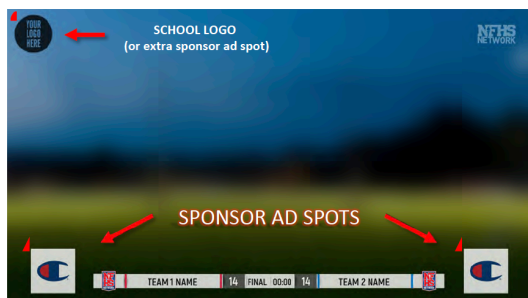 YOUR
LOGO
HERE
SCHOOL LOGO
(or extra sponsor ad spot)
NFHS
NETWORK
SPONSOR AD SPOTS
TEAM 1 NAME 14 FINAL 00:00 14 TEAM 2 NAME